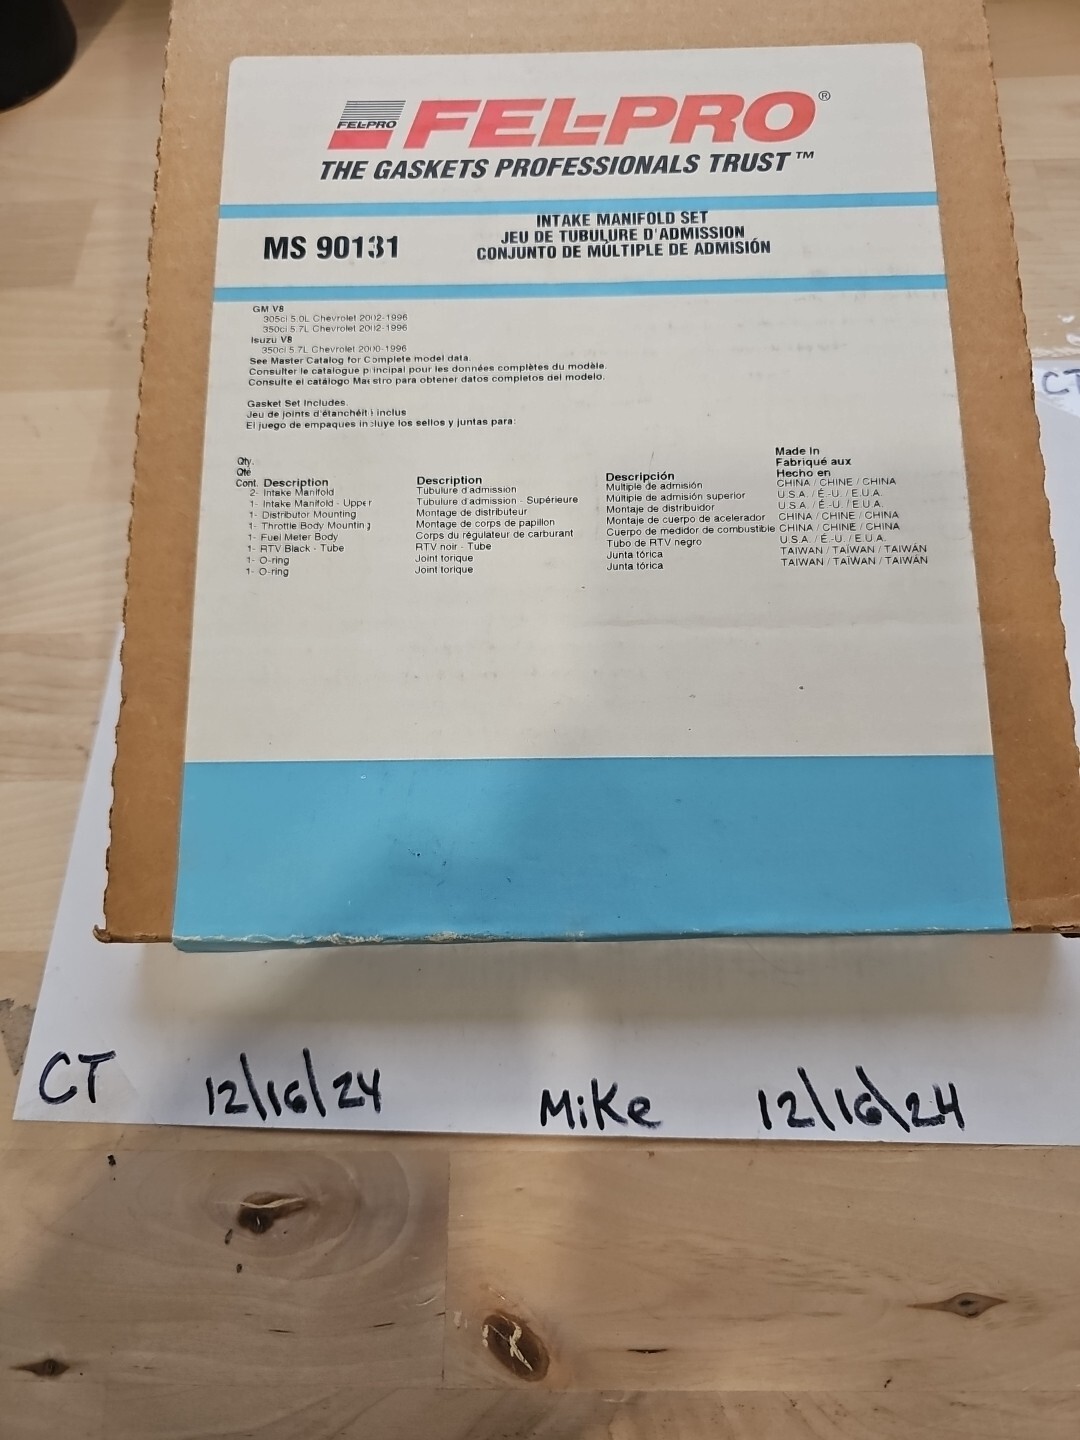 FEL-PRO FEL-PRO®
THE GASKETS PROFESSIONALS TRUST™
MS 90131
INTAKE MANIFOLD SET
JEU DE TUBULURE D'ADMISSION
CONJUNTO DE MÚLTIPLE DE ADMISIÓN
GM V8
305ci 5.0L Chevrolet 2002-1996
350ci 5.7L Chevrolet 2002-1996
Isuzu V8
350ci 5.7L Chevrolet 2000-1996
See Master Catalog for Complete model data.
Consulter le catalogue principal pour les données complètes du modèle.
Consulte el catálogo Maestro para obtener datos completos del modelo.
Gasket Set Includes.
Jeu de joints d'étanchéité inclus
El juego de empaques incluye los sellos y juntas para:
Qty.
Qté
Cont. Description Description Descripción Made In
Fabriqué aux
Hecho en
2- Intake Manifold Tubulure d'admission Múltiple de admisión CHINA / CHINE / CHINA
1- Intake Manifold - Upper Tubulure d'admission - Supérieure Múltiple de admisión superior U.S.A. / É.-U. / E.U.A.
1- Distributor Mounting Montage de distributeur Montaje de distribuidor U.S.A. / É.-U. / E.U.A.
1- Throttle Body Mounting Montage de corps de papillon Montaje de cuerpo de acelerador CHINA / CHINE / CHINA
1- Fuel Meter Body Corps du régulateur de carburant Cuerpo de medidor de combustible CHINA / CHINE / CHINA
1- RTV Black - Tube RTV noir - Tube Tubo de RTV negro U.S.A. / É.-U. / E.U.A.
1- O-ring Joint torique Junta tórica TAIWAN / TAÏWAN / TAIWÁN
1- O-ring Joint torique Junta tórica TAIWAN / TAÏWAN / TAIWÁN
CT
CT 12/16/24 Mike 12/16/24